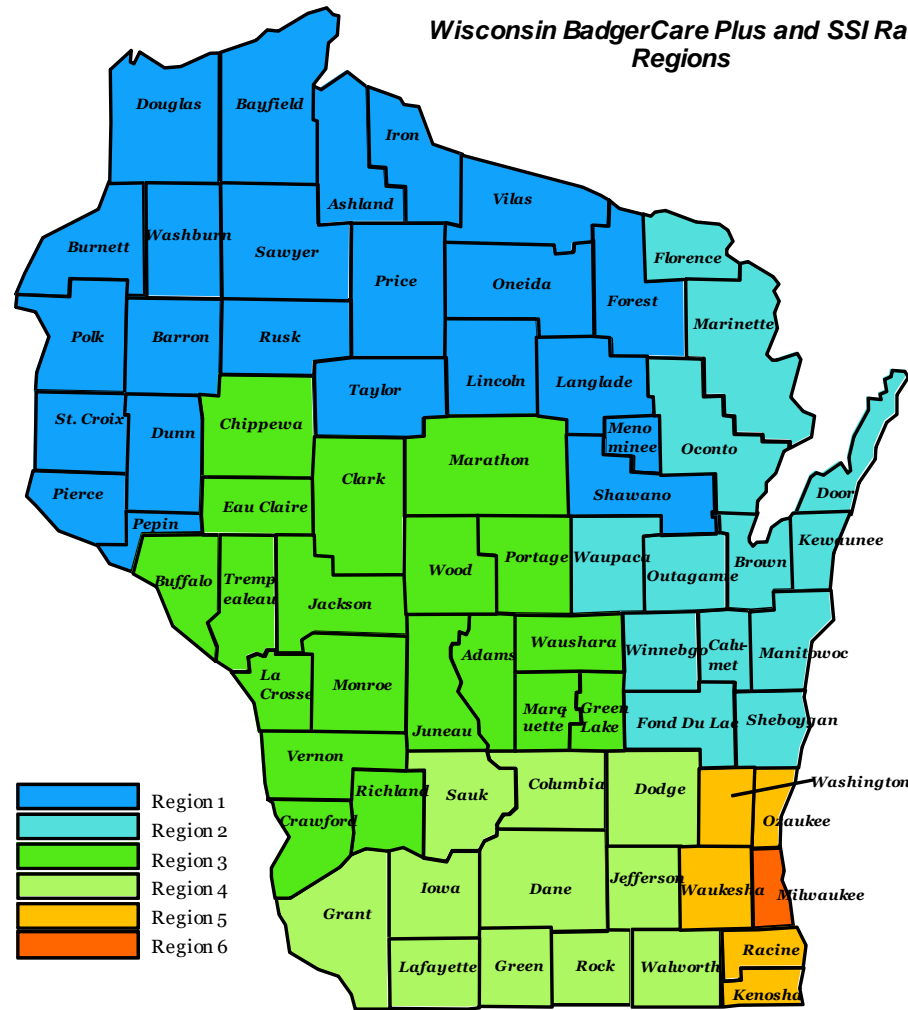 Wisconsin BadgerCare Plus and SSI Ra
Regions
Douglas
Bayfield
Iron
Ashland
Vilas
Burnett
Washburn
Sawyer
Price
Oneida
Forest
Florence
Marinette
Polk
Barron
Rusk
Taylor
Lincoln
Langlade
St. Croix
Dunn
Chippewa
Clark
Marathon
Meno
minee
Oconto
Pierce
Pepin
Eau Claire
Shawano
Door
Buffalo
Tremp
ealeau
Jackson
Wood
Portage
Waupaca
Outagamie
Brown
Kewaunee
La
Crosse
Monroe
Juneau
Adams
Waushara
Marq
uette
Green
Lake
Winnebgo
Calu-
met
Manitowoc
Fond Du Lac
Sheboygan
Vernon
Richland
Crawford
Sauk
Columbia
Dodge
Washington
Ozaukee
Grant
Iowa
Dane
Jefferson
Waukesha
Milwaukee
Lafayette
Green
Rock
Walworth
Racine
Kenosha
Region 1
Region 2
Region 3
Region 4
Region 5
Region 6